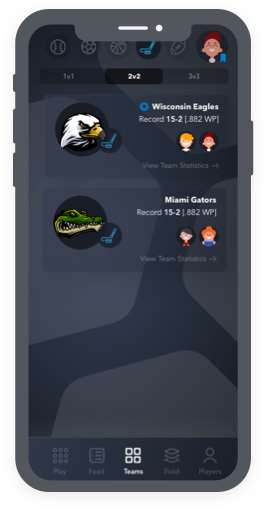 1v1 2v2 3v3
Wisconsin Eagles
Record 15-2 [.882 WP]
View Team Statistics
Miami Gators
Record 15-2 [.882 WP]
View Team Statistics
Play Feed Teams Field Players